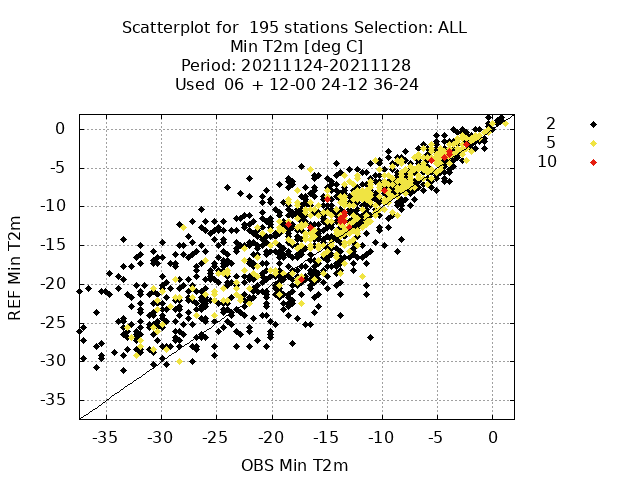 Scatterplot for  195 stations Selection: ALL
Min T2m [deg C]
Period: 20211124-20211128
Used  06  + 12-00 24-12 36-24
2
5
10
0
-5
-10
-15
-20
-25
-30
-35
REF Min T2m
-35 -30 -25 -20 -15 -10 -5 0
OBS Min T2m